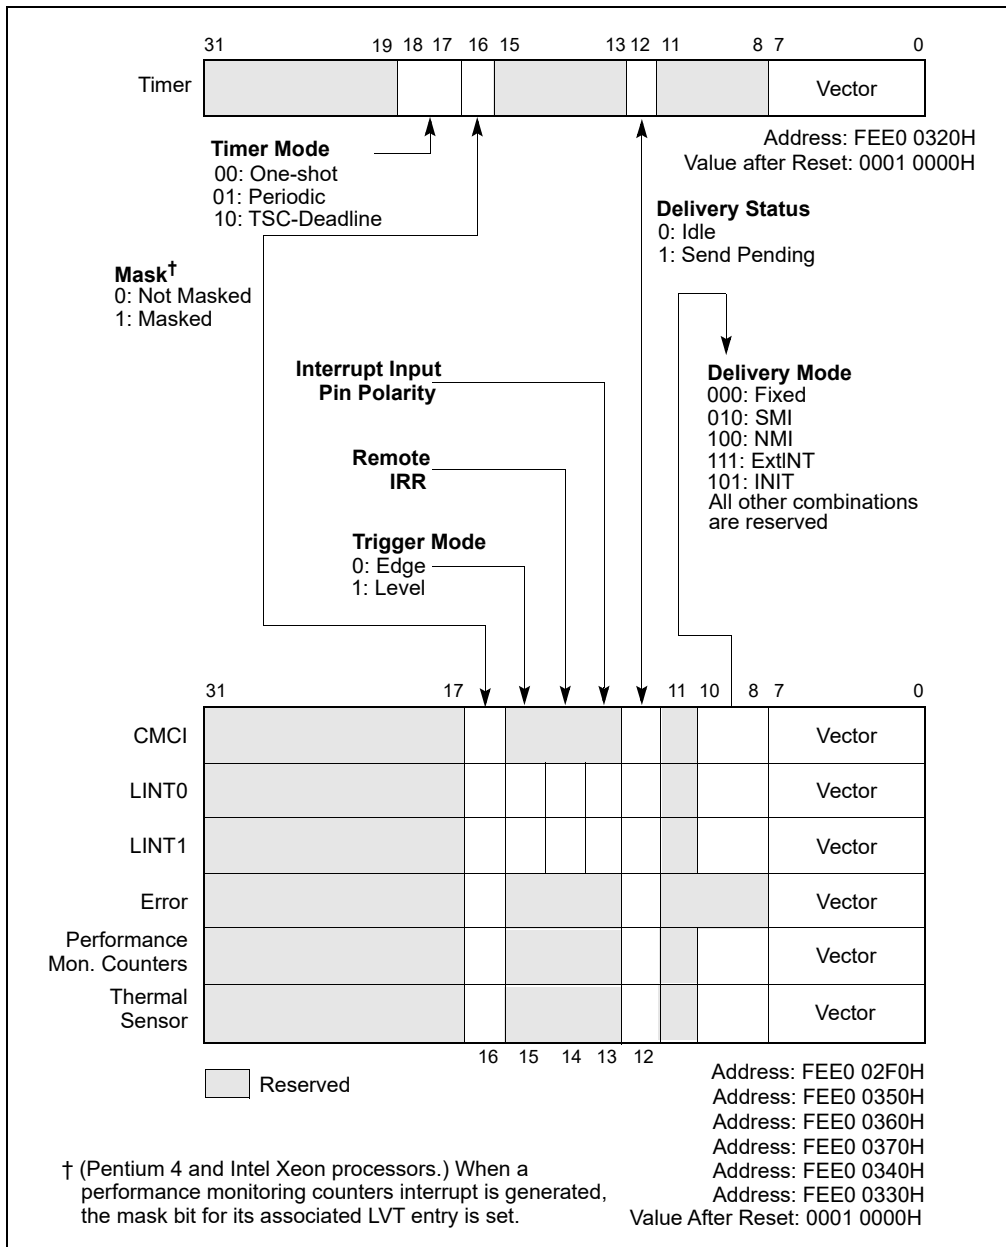 31 19 18 17 16 15 13 12 11 8 7 0
Timer Vector
Address: FEE0 0320H
Value after Reset: 0001 0000H
Timer Mode
00: One-shot
01: Periodic
10: TSC-Deadline
Delivery Status
0: Idle
1: Send Pending
Mask†
0: Not Masked
1: Masked
Interrupt Input
Pin Polarity
Delivery Mode
000: Fixed
010: SMI
100: NMI
111: ExtlNT
101: INIT
All other combinations
are reserved
Remote
IRR
Trigger Mode
0: Edge
1: Level
31 17 11 10 8 7 0
CMCI Vector
LINT0 Vector
LINT1 Vector
Error Vector
Performance
Mon. Counters Vector
Thermal
Sensor Vector
16 15 14 13 12
Reserved
Address: FEE0 02F0H
Address: FEE0 0350H
Address: FEE0 0360H
Address: FEE0 0370H
Address: FEE0 0340H
Address: FEE0 0330H
Value After Reset: 0001 0000H
† (Pentium 4 and Intel Xeon processors.) When a
performance monitoring counters interrupt is generated,
the mask bit for its associated LVT entry is set.